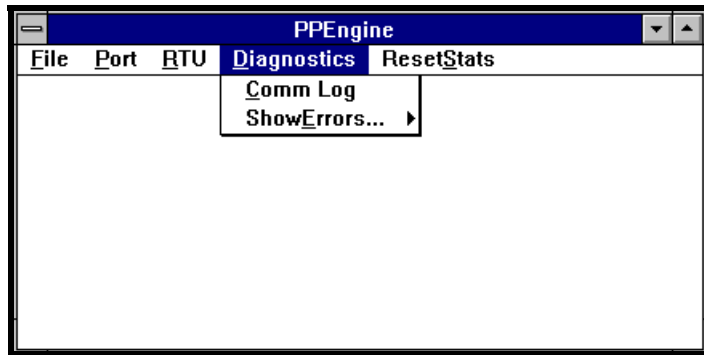 PPEngine
File Port RTU Diagnostics ResetStats
Comm Log
ShowErrors...